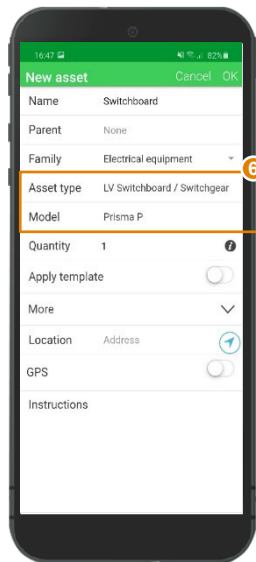 16:47 82%
New asset Cancel OK
Name Switchboard
Parent None
Family Electrical equipment
6
Asset type LV Switchboard / Switchgear
Model Prisma P
Quantity 1
Apply template
More
Location Address
GPS
Instructions